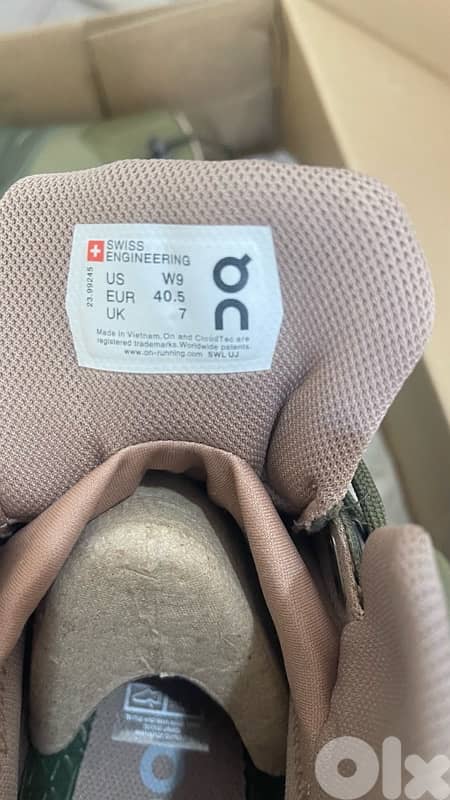 SWISS
ENGINEERING
23.99245
US W9
EUR 40.5
UK 7
Made in Vietnam. On and CloudTec are
registered trademarks. Worldwide patents.
www.on-running.com SWL UJ
On
Olx